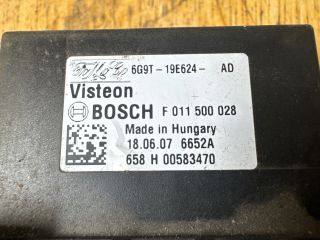 6G9T-19E624- AD
Visteon
BOSCH F 011 500 028
Made in Hungary
18.06.07 6652A
658 H 00583470